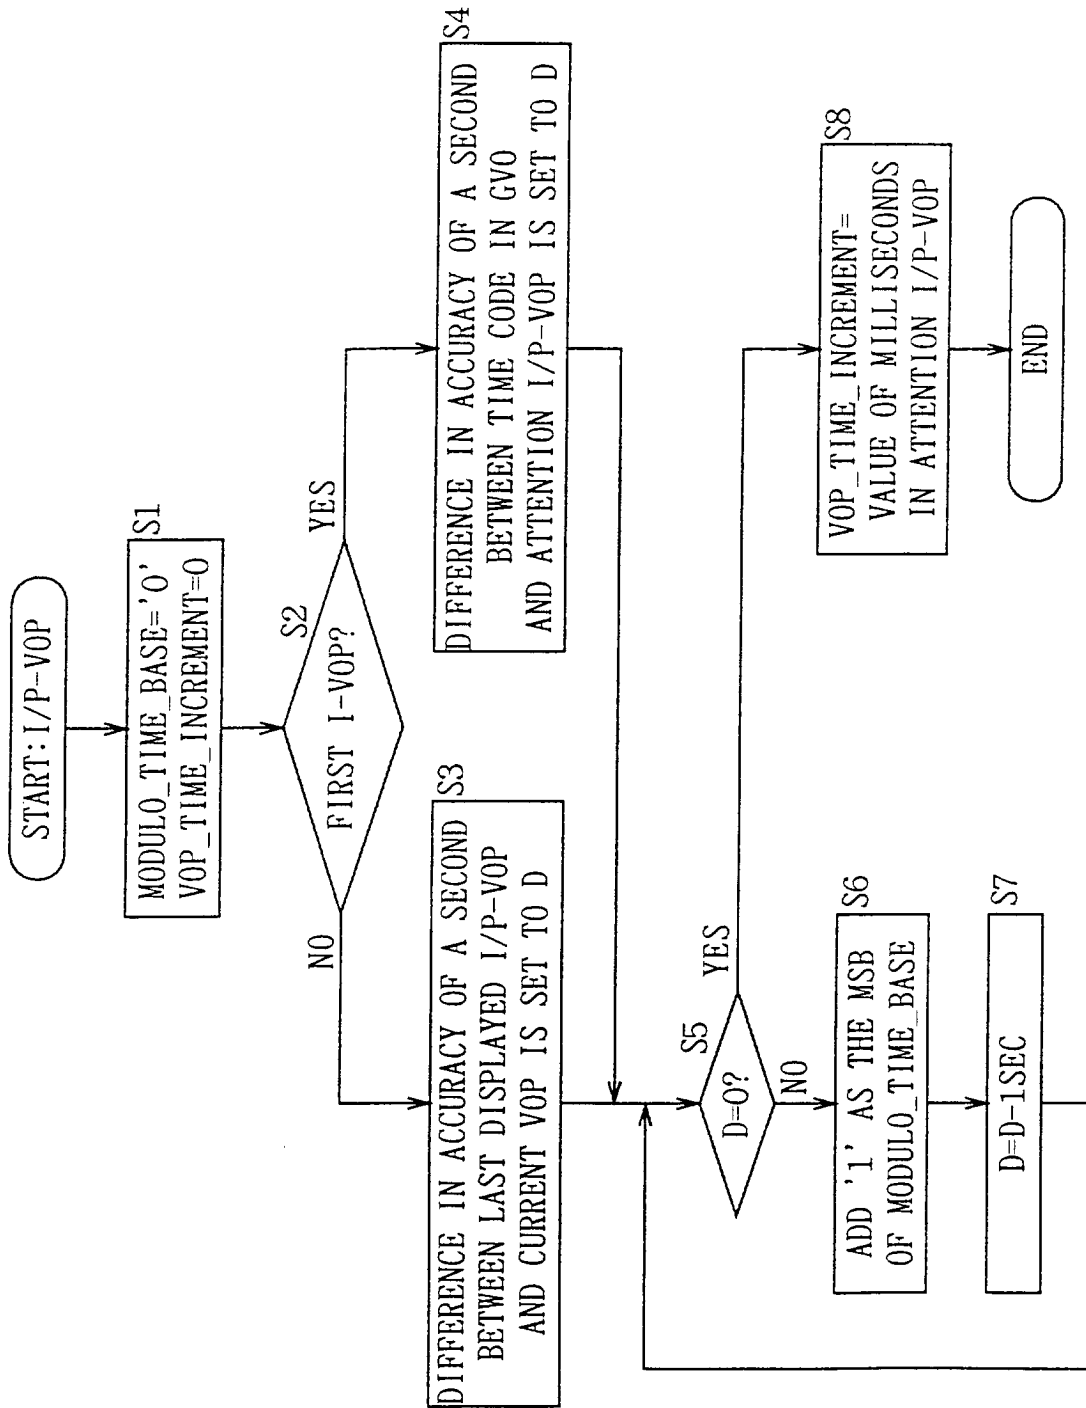 START:I/P-VOP
S1
MODULO_TIME_BASE='0'
VOP_TIME_INCREMENT=0
S2
FIRST I-VOP?
NO
YES
S3
DIFFERENCE IN ACCURACY OF A SECOND
BETWEEN LAST DISPLAYED I/P-VOP
AND CURRENT VOP IS SET TO D
S4
DIFFERENCE IN ACCURACY OF A SECOND
BETWEEN TIME CODE IN GVO
AND ATTENTION I/P-VOP IS SET TO D
S5
D=0?
YES
NO
S6
ADD '1' AS THE MSB
OF MODULO_TIME_BASE
S7
D=D-1SEC
S8
VOP_TIME_INCREMENT=
VALUE OF MILLISECONDS
IN ATTENTION I/P-VOP
END